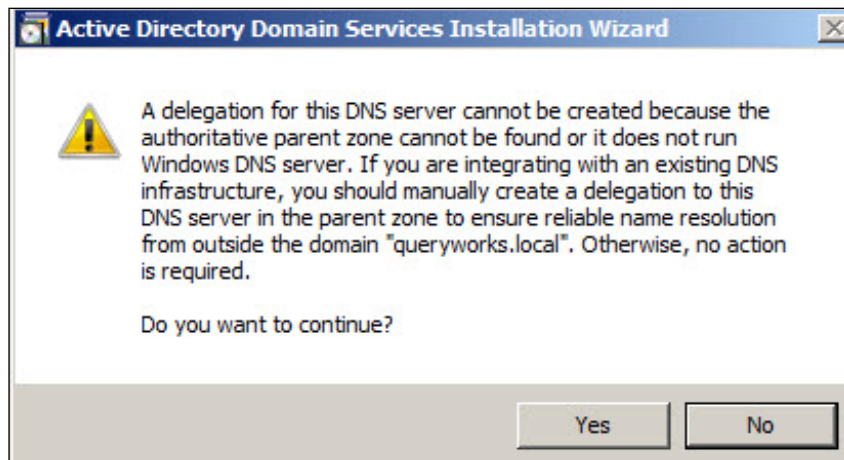 Active Directory Domain Services Installation Wizard
A delegation for this DNS server cannot be created because the
authoritative parent zone cannot be found or it does not run
Windows DNS server. If you are integrating with an existing DNS
infrastructure, you should manually create a delegation to this
DNS server in the parent zone to ensure reliable name resolution
from outside the domain "queryworks.local". Otherwise, no action
is required.
Do you want to continue?
Yes No